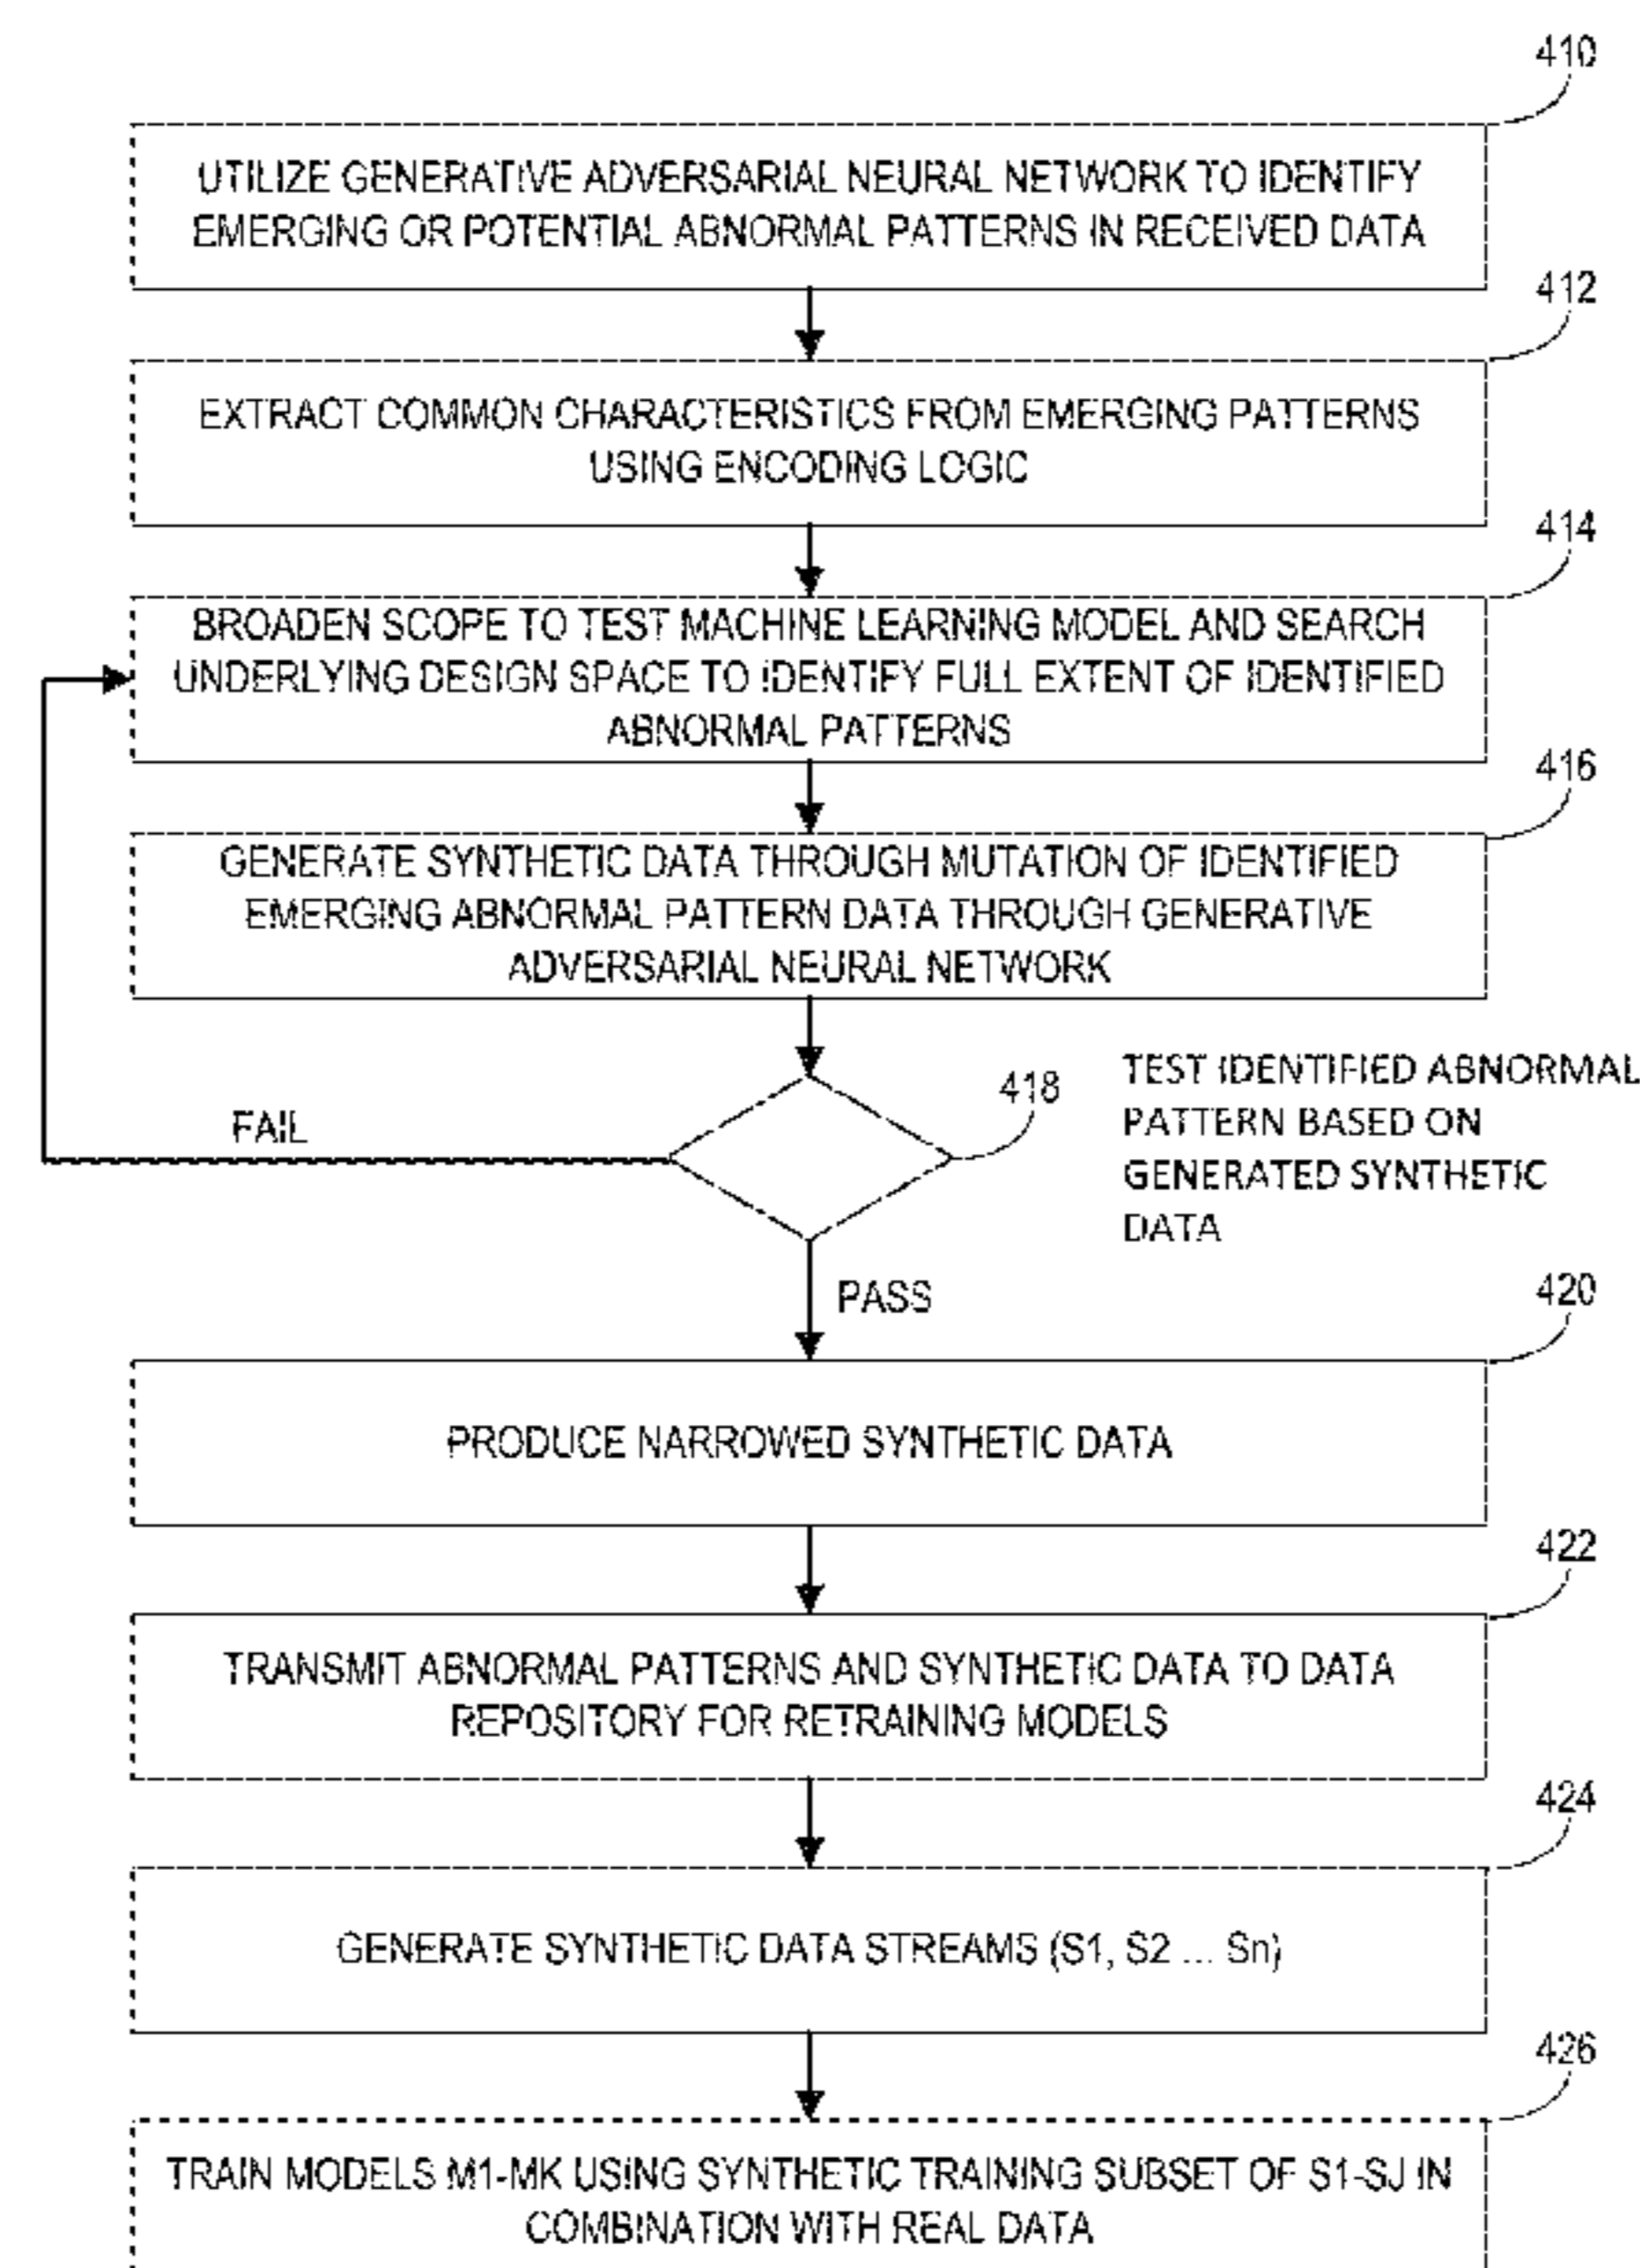 410
UTILIZE GENERATIVE ADVERSARIAL NEURAL NETWORK TO IDENTIFY
EMERGING OR POTENTIAL ABNORMAL PATTERNS IN RECEIVED DATA
412
EXTRACT COMMON CHARACTERISTICS FROM EMERGING PATTERNS
USING ENCODING LOGIC
414
BROADEN SCOPE TO TEST MACHINE LEARNING MODEL AND SEARCH
UNDERLYING DESIGN SPACE TO IDENTIFY FULL EXTENT OF IDENTIFIED
ABNORMAL PATTERNS
416
GENERATE SYNTHETIC DATA THROUGH MUTATION OF IDENTIFIED
EMERGING ABNORMAL PATTERN DATA THROUGH GENERATIVE
ADVERSARIAL NEURAL NETWORK
418
TEST IDENTIFIED ABNORMAL
PATTERN BASED ON
GENERATED SYNTHETIC
DATA
FAIL
PASS
420
PRODUCE NARROWED SYNTHETIC DATA
422
TRANSMIT ABNORMAL PATTERNS AND SYNTHETIC DATA TO DATA
REPOSITORY FOR RETRAINING MODELS
424
GENERATE SYNTHETIC DATA STREAMS (S1, S2 ... Sn)
426
TRAIN MODELS M1-MK USING SYNTHETIC TRAINING SUBSET OF S1-SJ IN
COMBINATION WITH REAL DATA